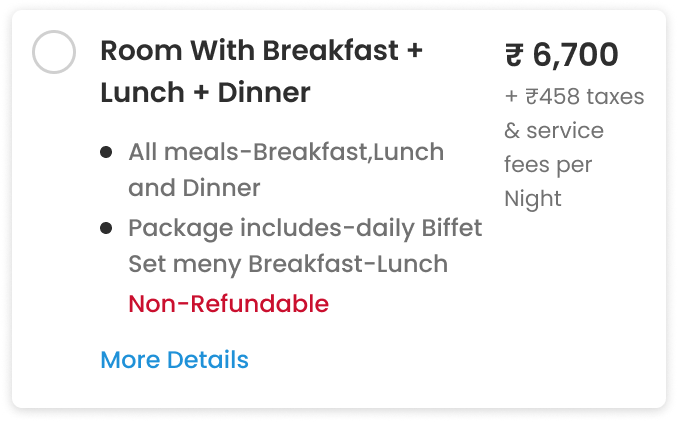 Room With Breakfast +
Lunch + Dinner
All meals-Breakfast,Lunch
and Dinner
Package includes-daily Biffet
Set meny Breakfast-Lunch
Non-Refundable
More Details
₹ 6,700
+ ₹458 taxes
& service
fees per
Night